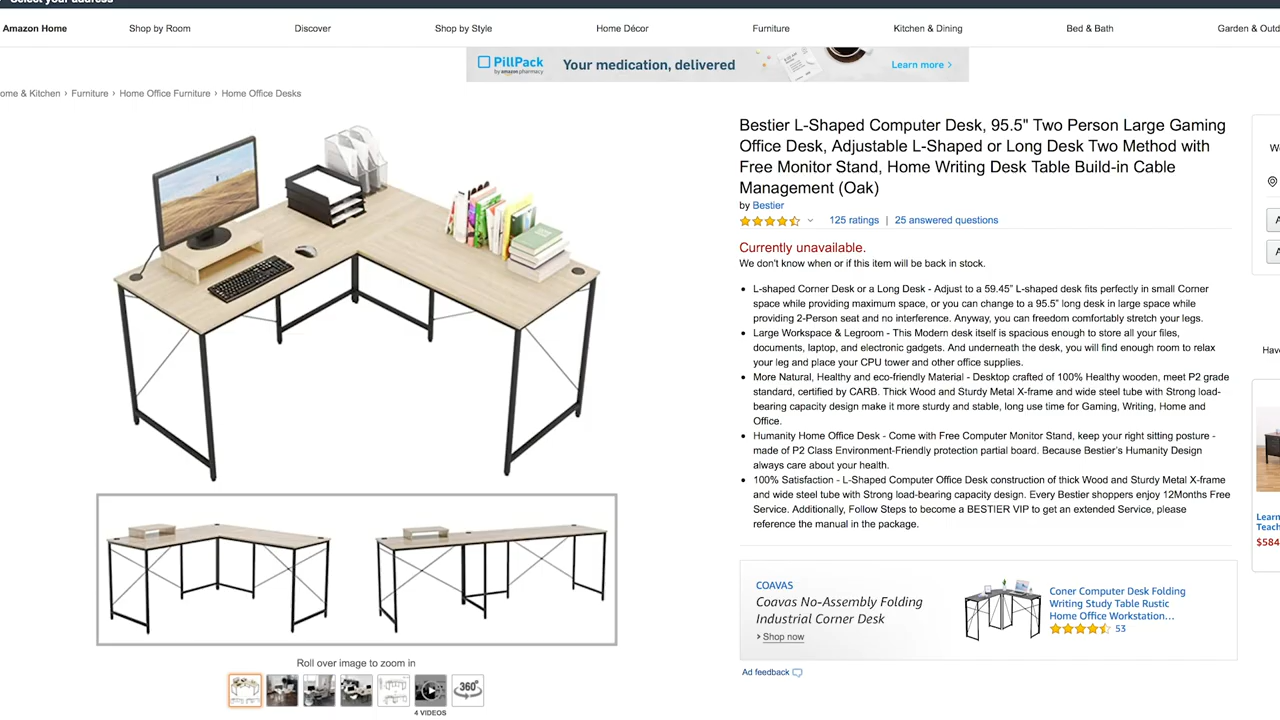 Select your address
Amazon Home Shop by Room Discover Shop by Style Home Décor Furniture Kitchen & Dining Bed & Bath Garden & Outd
PillPack
by amazon pharmacy
Your medication, delivered
Learn more ›
ome & Kitchen › Furniture › Home Office Furniture › Home Office Desks
Bestier L-Shaped Computer Desk, 95.5" Two Person Large Gaming
Office Desk, Adjustable L-Shaped or Long Desk Two Method with
Free Monitor Stand, Home Writing Desk Table Build-in Cable
Management (Oak)
by Bestier
125 ratings | 25 answered questions
Currently unavailable.
We don't know when or if this item will be back in stock.
• L-shaped Corner Desk or a Long Desk - Adjust to a 59.45” L-shaped desk fits perfectly in small Corner
space while providing maximum space, or you can change to a 95.5” long desk in large space while
providing 2-Person seat and no interference. Anyway, you can freedom comfortably stretch your legs.
• Large Workspace & Legroom - This Modern desk itself is spacious enough to store all your files,
documents, laptop, and electronic gadgets. And underneath the desk, you will find enough room to relax
your leg and place your CPU tower and other office supplies.
• More Natural, Healthy and eco-friendly Material - Desktop crafted of 100% Healthy wooden, meet P2 grade
standard, certified by CARB. Thick Wood and Sturdy Metal X-frame and wide steel tube with Strong load-
bearing capacity design make it more sturdy and stable, long use time for Gaming, Writing, Home and
Office.
• Humanity Home Office Desk - Come with Free Computer Monitor Stand, keep your right sitting posture -
made of P2 Class Environment-Friendly protection partial board. Because Bestier’s Humanity Design
always care about your health.
• 100% Satisfaction - L-Shaped Computer Office Desk construction of thick Wood and Sturdy Metal X-frame
and wide steel tube with Strong load-bearing capacity design. Every Bestier shoppers enjoy 12Months Free
Service. Additionally, Follow Steps to become a BESTIER VIP to get an extended Service, please
reference the manual in the package.
COAVAS
Coavas No-Assembly Folding
Industrial Corner Desk
› Shop now
Coner Computer Desk Folding
Writing Study Table Rustic
Home Office Workstation…
53
Ad feedback
Roll over image to zoom in
360°
4 VIDEOS
We
A
A
Have
Learn
Teach
$584